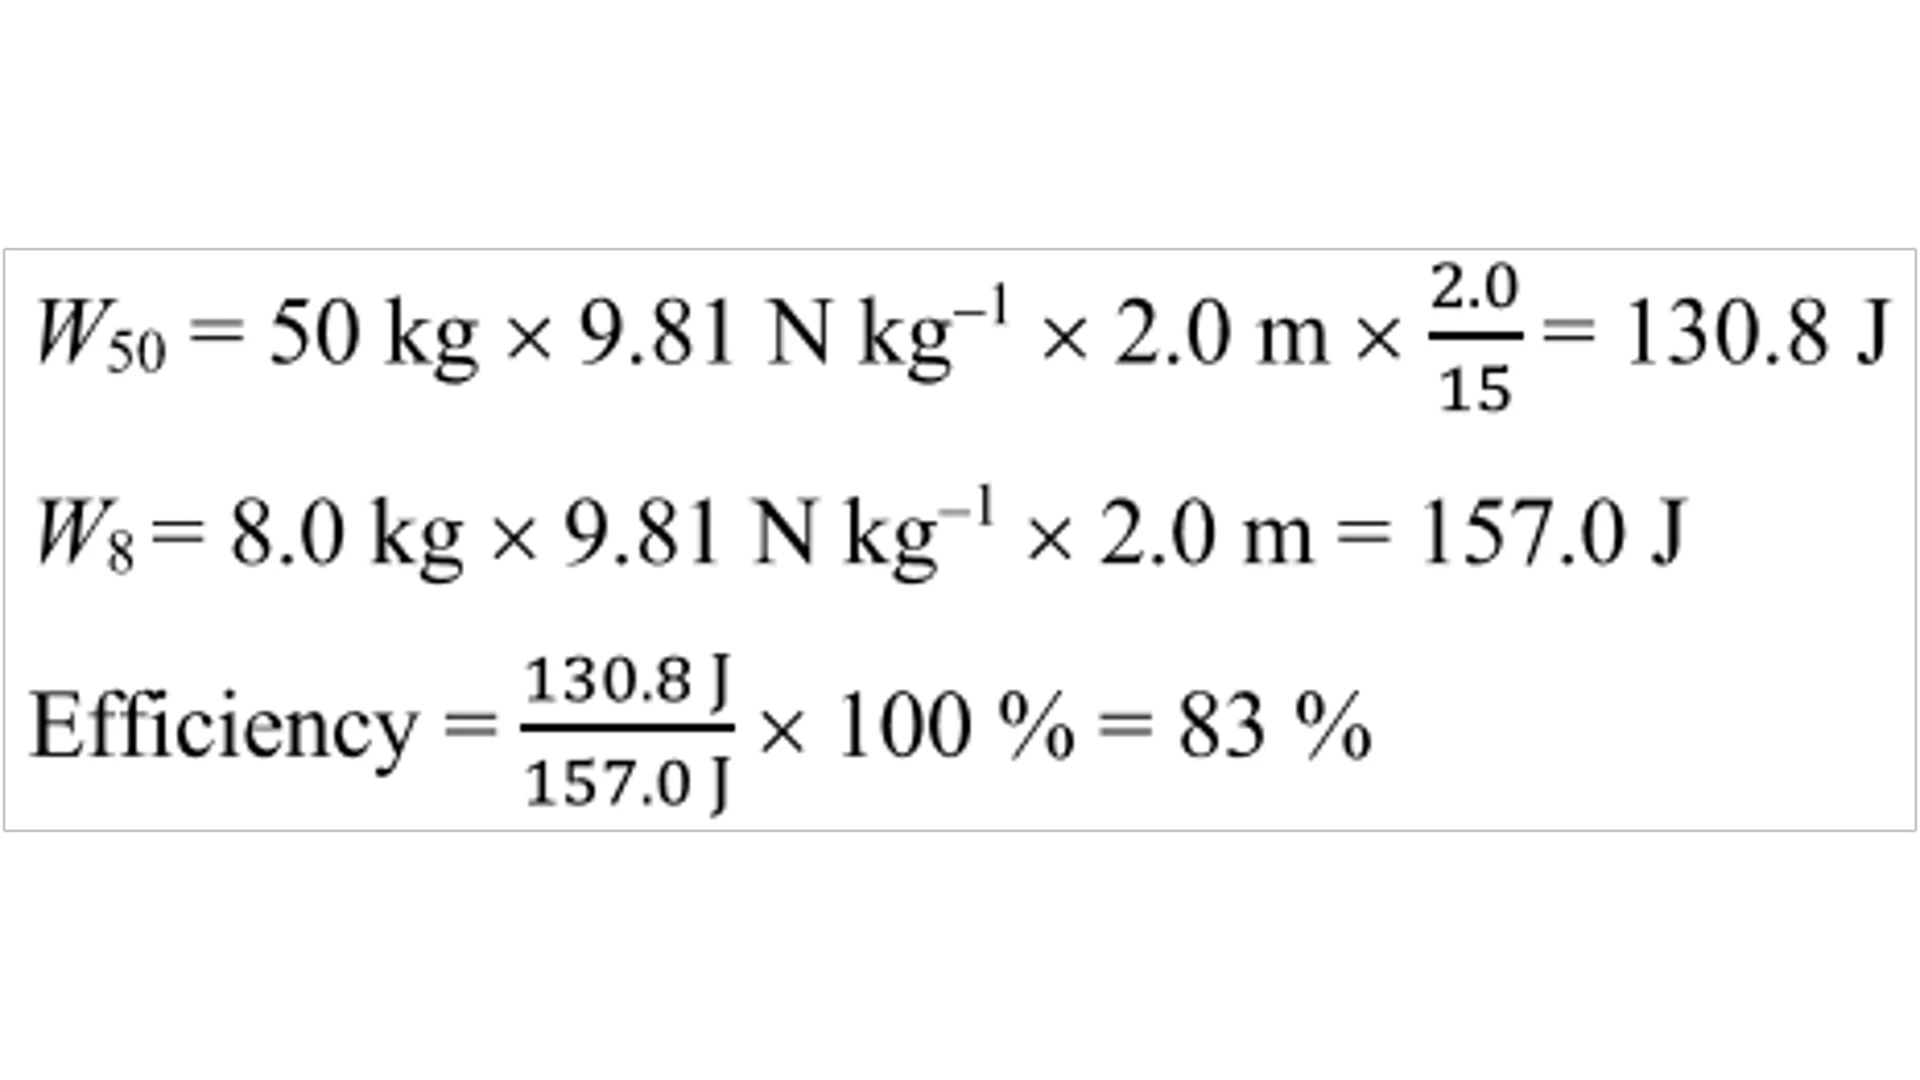 W₅₀ = 50 kg × 9.81 N kg⁻¹ × 2.0 m × 2.0/15 = 130.8 J
W₈ = 8.0 kg × 9.81 N kg⁻¹ × 2.0 m = 157.0 J
Efficiency = 130.8 J/157.0 J × 100 % = 83 %